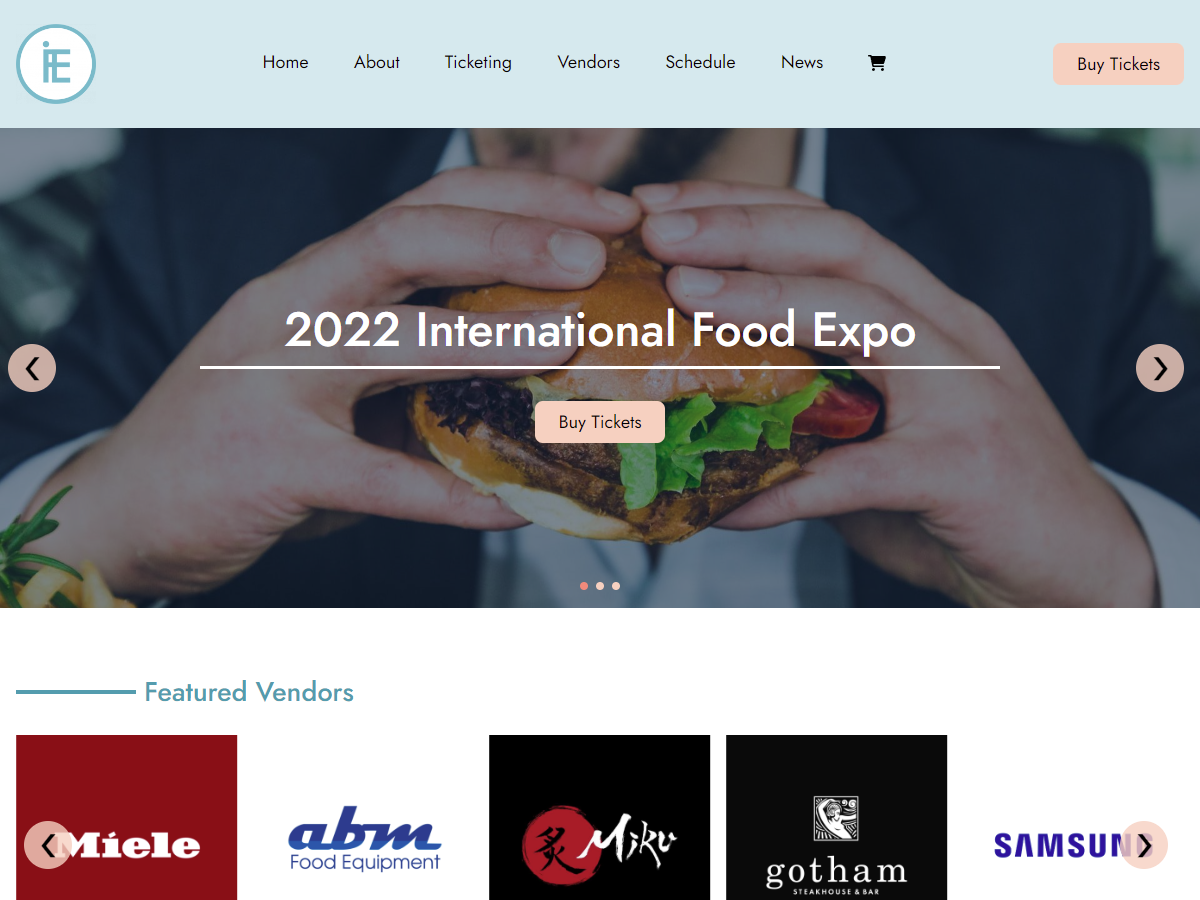 iFE
Home About Ticketing Vendors Schedule News
Buy Tickets
2022 International Food Expo
Buy Tickets
Featured Vendors
Miele
abm
Food Equipment
炙 Miku
gotham
STEAKHOUSE & BAR
SAMSUN